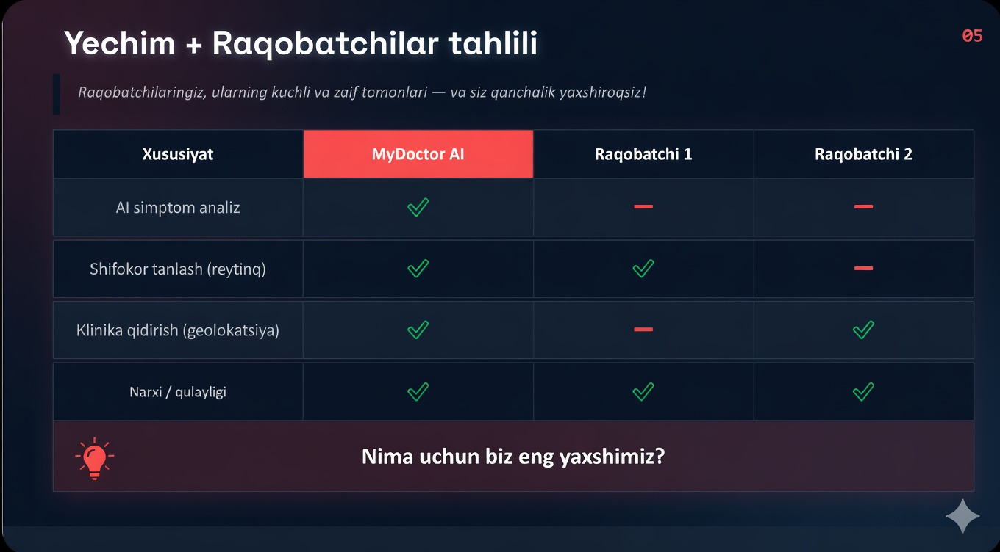 Yechim + Raqobatchilar tahlili
05
Raqobatchilaringiz, ularning kuchli va zaif tomonlari — va siz qanchalik yaxshiroqsiz!
Xususiyat MyDoctor AI Raqobatchi 1 Raqobatchi 2
AI simptom analiz
Shifokor tanlash (reytinq)
Klinika qidirish (geolokatsiya)
Narxi / qulayligi
Nima uchun biz eng yaxshimiz?